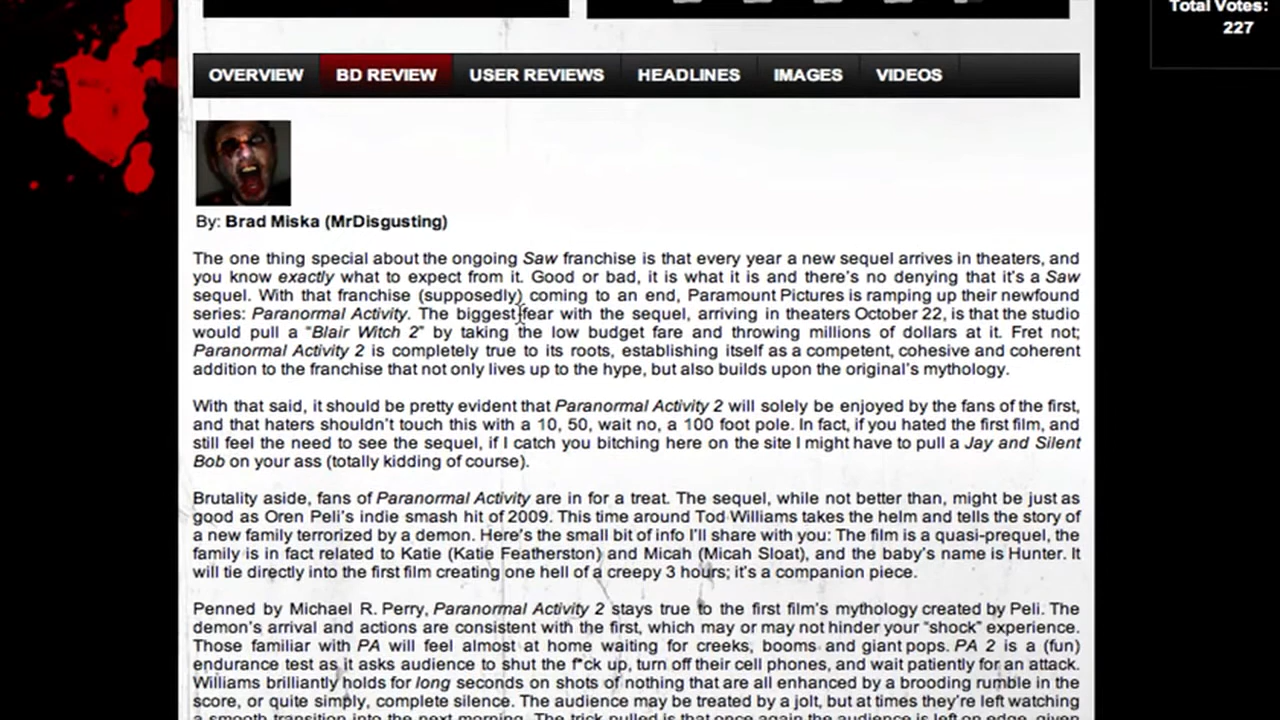 Total Votes:
227
OVERVIEW BD REVIEW USER REVIEWS HEADLINES IMAGES VIDEOS
By: Brad Miska (MrDisgusting)
The one thing special about the ongoing Saw franchise is that every year a new sequel arrives in theaters, and
you know exactly what to expect from it. Good or bad, it is what it is and there's no denying that it's a Saw
sequel. With that franchise (supposedly) coming to an end, Paramount Pictures is ramping up their newfound
series: Paranormal Activity. The biggest fear with the sequel, arriving in theaters October 22, is that the studio
would pull a “Blair Witch 2” by taking the low budget fare and throwing millions of dollars at it. Fret not;
Paranormal Activity 2 is completely true to its roots, establishing itself as a competent, cohesive and coherent
addition to the franchise that not only lives up to the hype, but also builds upon the original's mythology.
With that said, it should be pretty evident that Paranormal Activity 2 will solely be enjoyed by the fans of the first,
and that haters shouldn't touch this with a 10, 50, wait no, a 100 foot pole. In fact, if you hated the first film, and
still feel the need to see the sequel, if I catch you bitching here on the site I might have to pull a Jay and Silent
Bob on your ass (totally kidding of course).
Brutality aside, fans of Paranormal Activity are in for a treat. The sequel, while not better than, might be just as
good as Oren Peli's indie smash hit of 2009. This time around Tod Williams takes the helm and tells the story of
a new family terrorized by a demon. Here's the small bit of info I'll share with you: The film is a quasi-prequel, the
family is in fact related to Katie (Katie Featherston) and Micah (Micah Sloat), and the baby's name is Hunter. It
will tie directly into the first film creating one hell of a creepy 3 hours; it's a companion piece.
Penned by Michael R. Perry, Paranormal Activity 2 stays true to the first film's mythology created by Peli. The
demon's arrival and actions are consistent with the first, which may or may not hinder your “shock” experience.
Those familiar with PA will feel almost at home waiting for creeks, booms and giant pops. PA 2 is a (fun)
endurance test as it asks audience to shut the f*ck up, turn off their cell phones, and wait patiently for an attack.
Williams brilliantly holds for long seconds on shots of nothing that are all enhanced by a brooding rumble in the
score, or quite simply, complete silence. The audience may be treated by a jolt, but at times they're left watching
a smooth transition into the next morning. The trick pulled is that once again the audience is left on edge, given